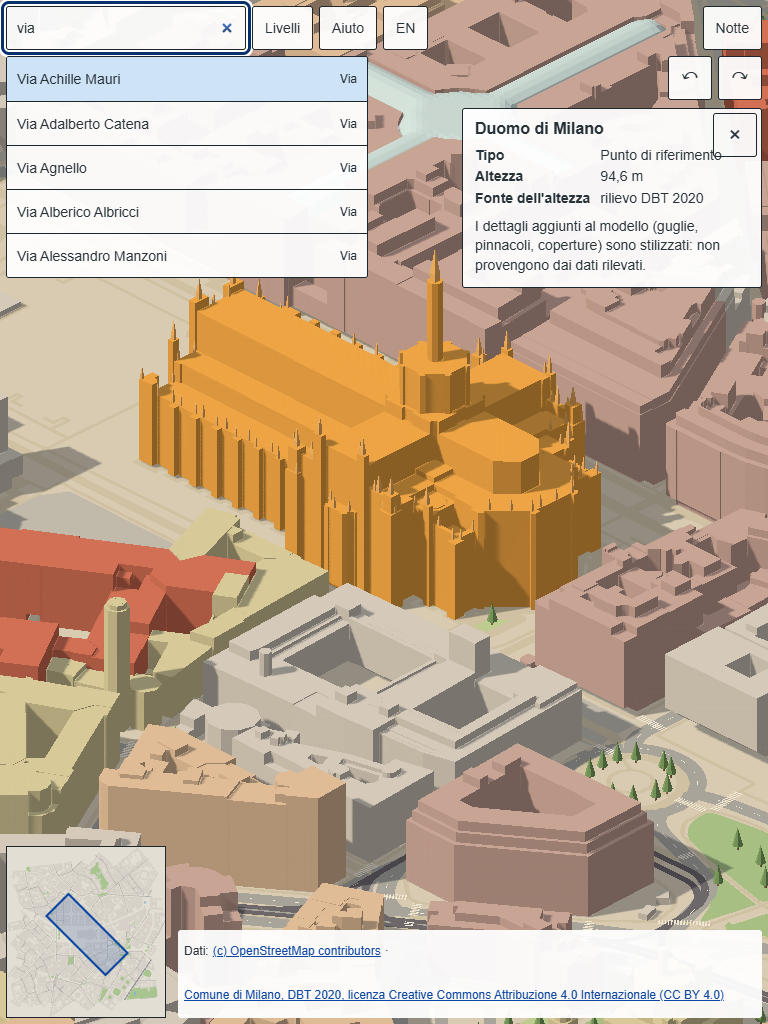 via
Livelli
Aiuto
EN
Notte
Via Achille Mauri Via
Via Adalberto Catena Via
Via Agnello Via
Via Alberico Albricci Via
Via Alessandro Manzoni Via
Duomo di Milano
Tipo Punto di riferimento
Altezza 94,6 m
Fonte dell'altezza rilievo DBT 2020
I dettagli aggiunti al modello (guglie,
pinnacoli, coperture) sono stilizzati: non
provengono dai dati rilevati.
Dati: (c) OpenStreetMap contributors ·
Comune di Milano, DBT 2020, licenza Creative Commons Attribuzione 4.0 Internazionale (CC BY 4.0)